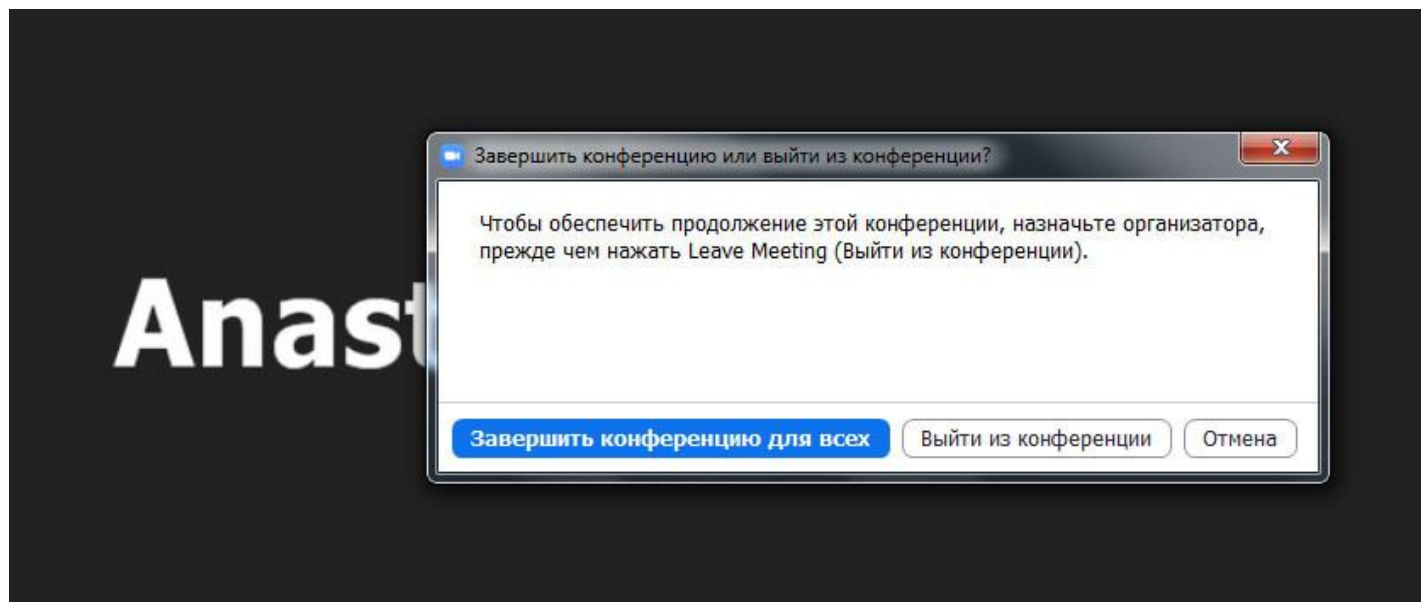 Завершить конференцию или выйти из конференции?
Чтобы обеспечить продолжение этой конференции, назначьте организатора,
прежде чем нажать Leave Meeting (Выйти из конференции).
Anast
Завершить конференцию для всех
Выйти из конференции
Отмена